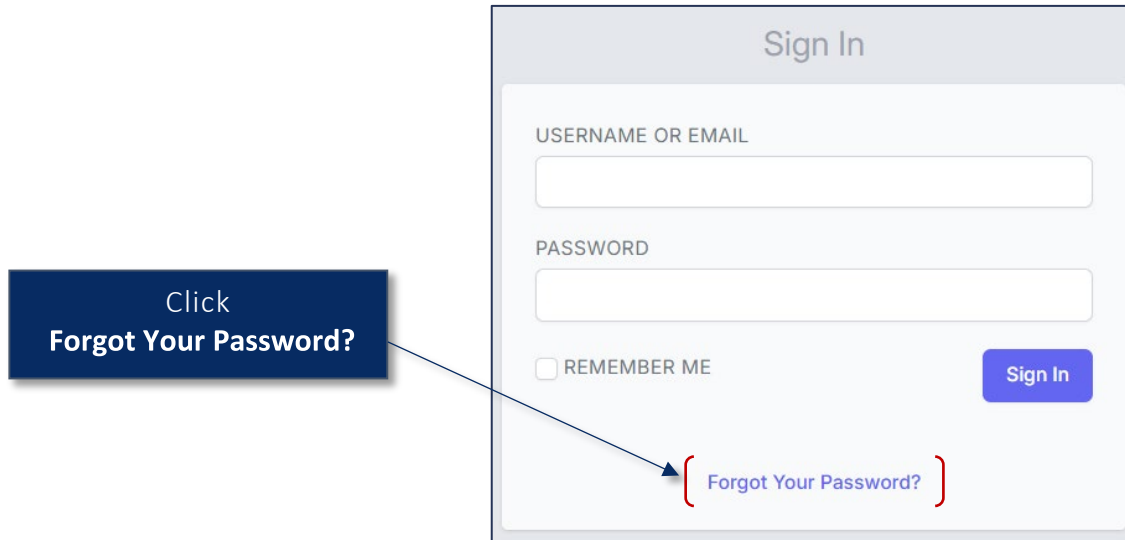 Sign In
USERNAME OR EMAIL
PASSWORD
Click
Forgot Your Password?
REMEMBER ME
Sign In
Forgot Your Password?